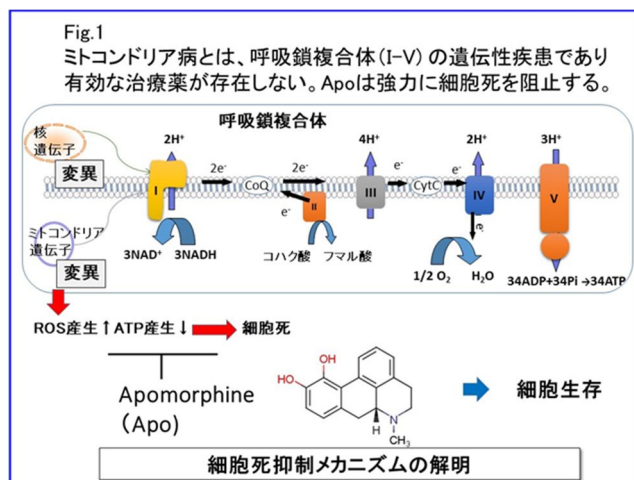 Fig.1
ミトコンドリア病とは、呼吸鎖複合体(I-V) の遺伝性疾患であり
有効な治療薬が存在しない。Apoは強力に細胞死を阻止する。
呼吸鎖複合体
核
遺伝子
変異
2H⁺
4H⁺
2H⁺
3H⁺
I
2e⁻
CoQ
2e⁻
II
e⁻
III
e⁻
CytC
e⁻
IV
e⁻
V
ミトコンドリア
遺伝子
変異
3NAD⁺
3NADH
コハク酸
フマル酸
1/2 O₂
H₂O
34ADP+34Pi →34ATP
ROS産生↑ATP産生↓
細胞死
Apomorphine
(Apo)
OH
HO
N
H
CH₃
細胞生存
細胞死抑制メカニズムの解明